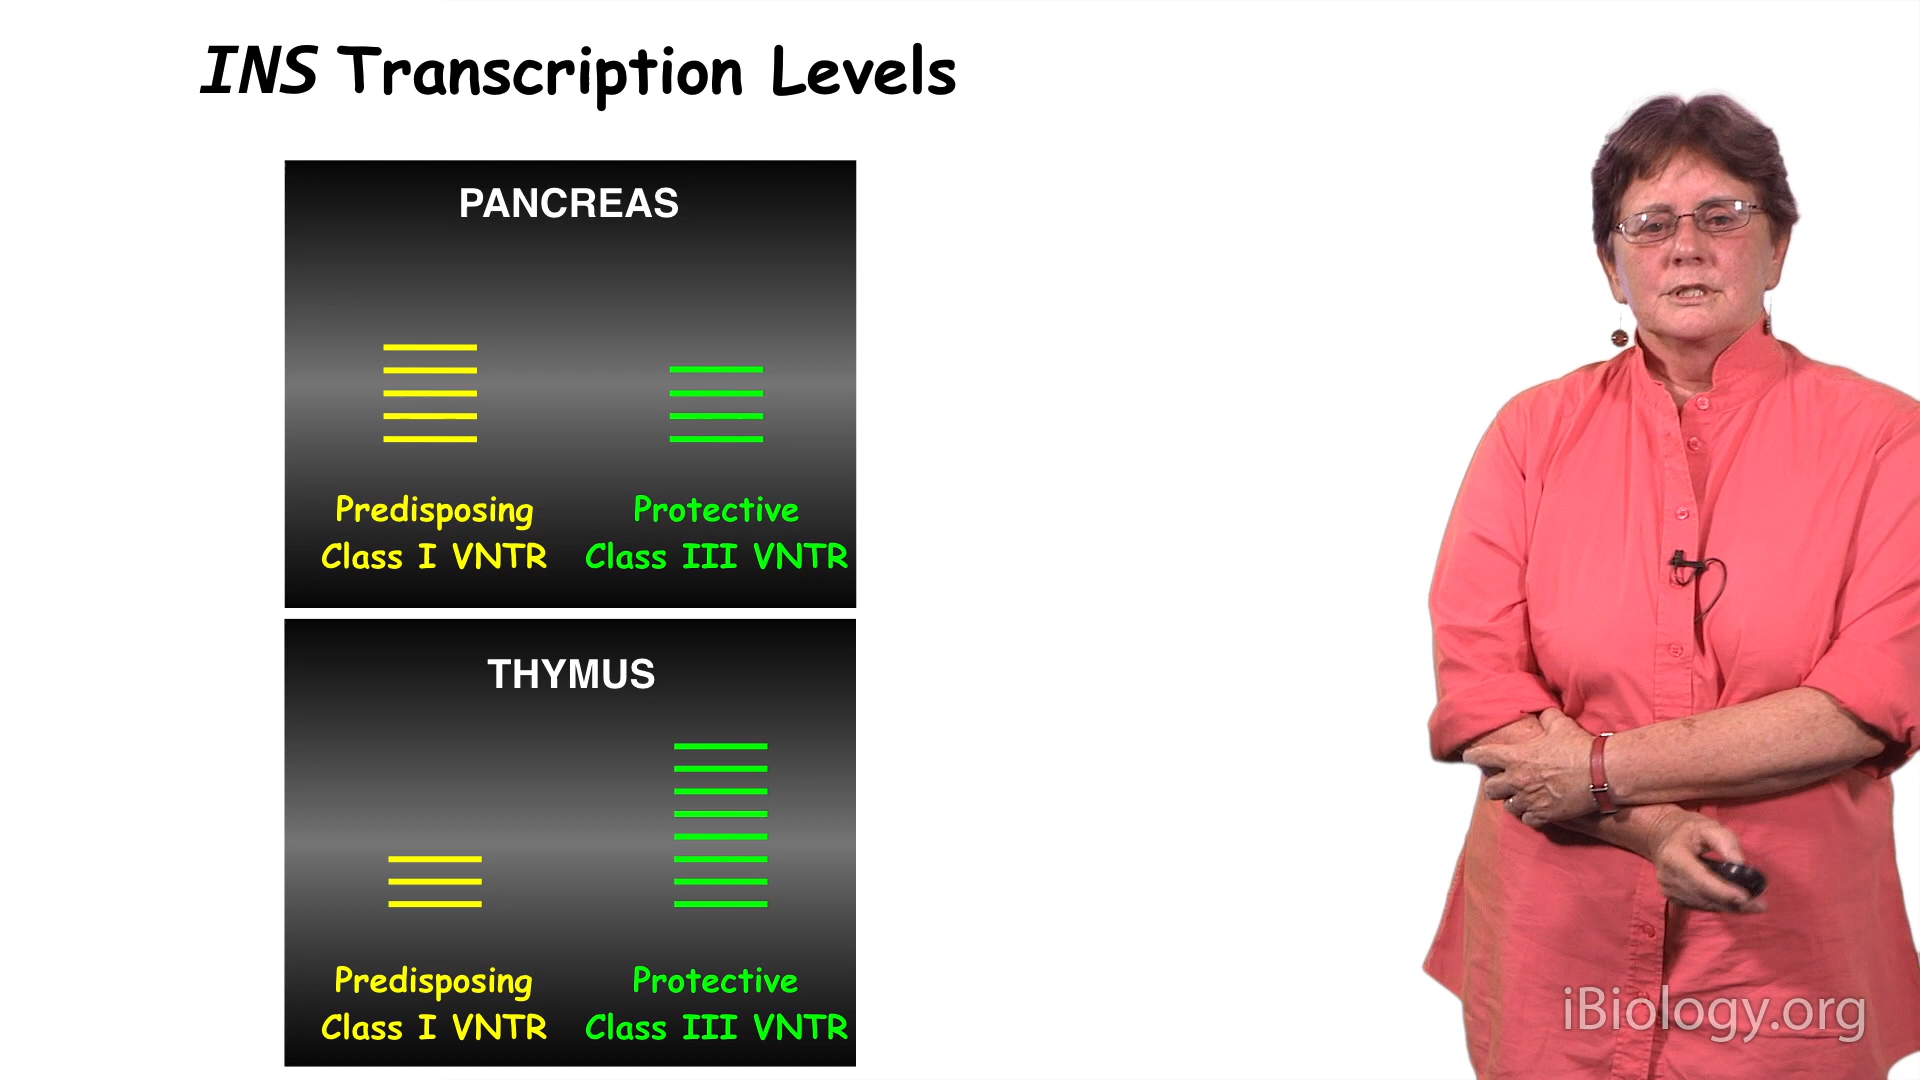 INS Transcription Levels
PANCREAS
Predisposing
Class I VNTR
Protective
Class III VNTR
THYMUS
Predisposing
Class I VNTR
Protective
Class III VNTR
iBiology.org